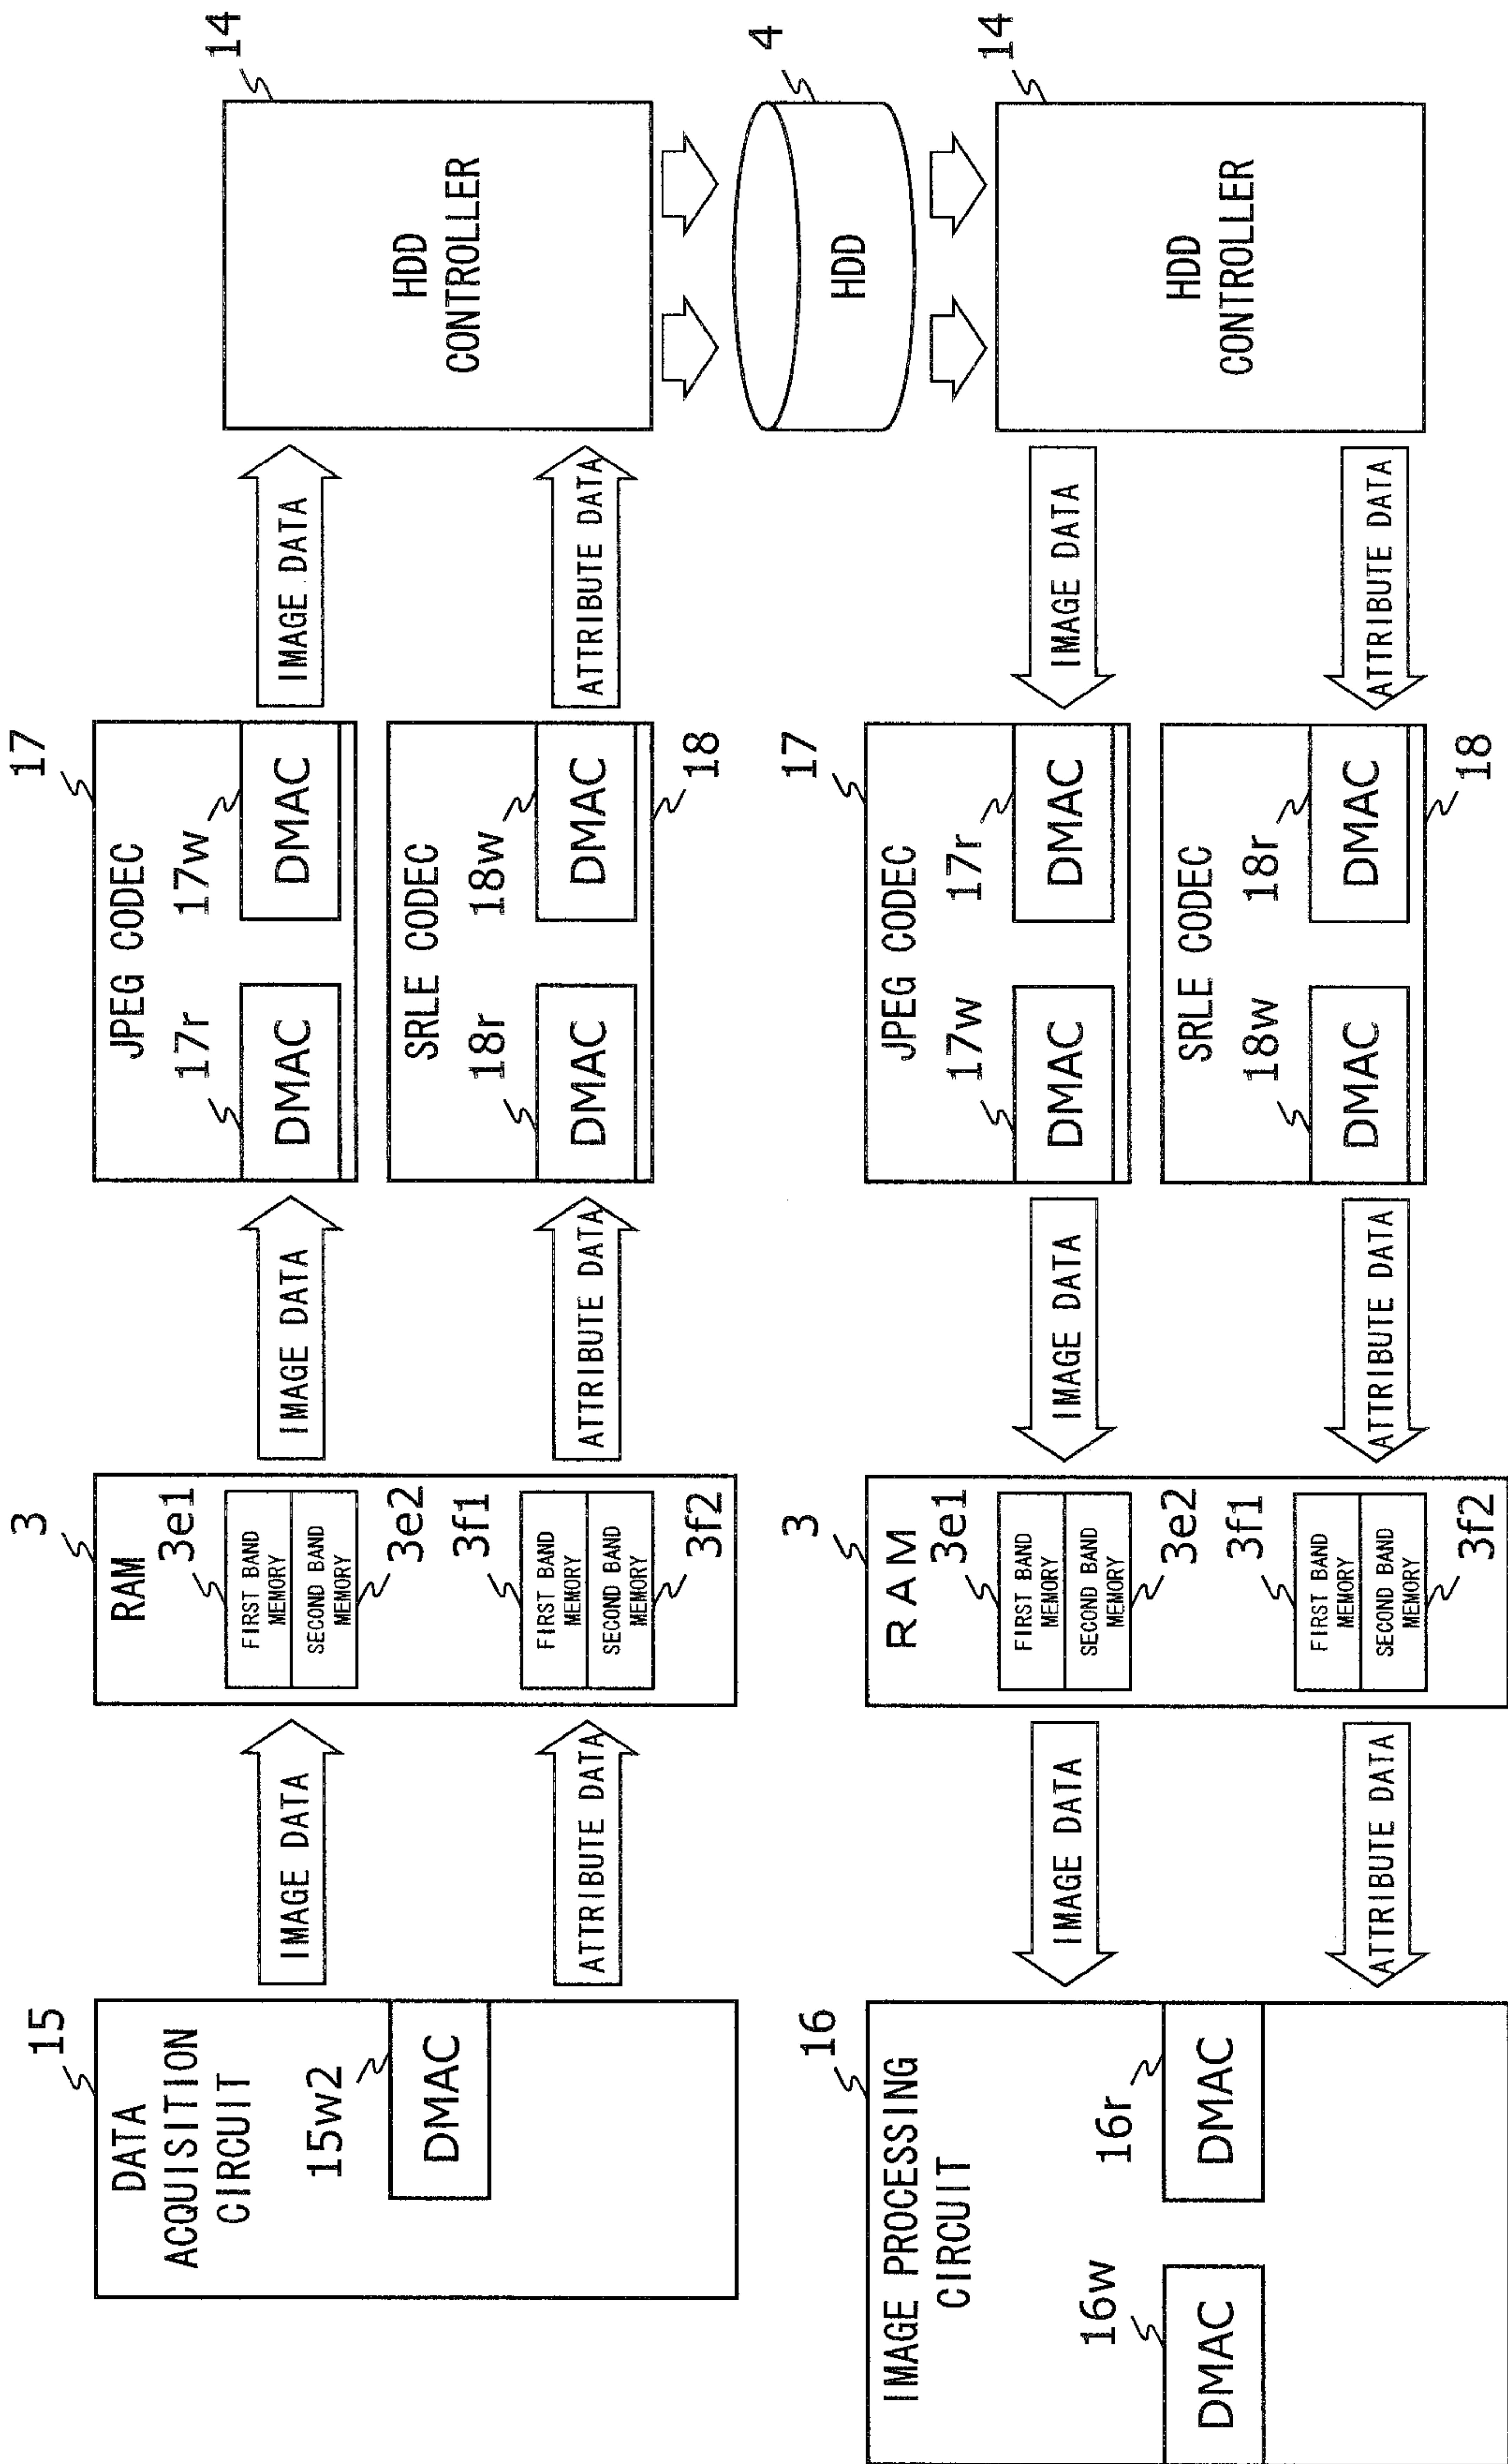 15
DATA
ACQUISITION
CIRCUIT
15w2
DMAC
IMAGE DATA
ATTRIBUTE DATA
3
RAM
3e1
FIRST BAND
MEMORY
SECOND BAND
MEMORY
3e2
3f1
FIRST BAND
MEMORY
SECOND BAND
MEMORY
3f2
IMAGE DATA
ATTRIBUTE DATA
17
JPEG CODEC
17r
17w
DMAC
DMAC
SRLE CODEC
18r
18w
DMAC
DMAC
18
IMAGE DATA
ATTRIBUTE DATA
14
HDD
CONTROLLER
4
HDD
16
IMAGE PROCESSING
CIRCUIT
16w
16r
DMAC
DMAC
IMAGE DATA
ATTRIBUTE DATA
3
RAM
3e1
FIRST BAND
MEMORY
SECOND BAND
MEMORY
3e2
3f1
FIRST BAND
MEMORY
SECOND BAND
MEMORY
3f2
IMAGE DATA
ATTRIBUTE DATA
17
JPEG CODEC
17w
17r
DMAC
DMAC
SRLE CODEC
18w
18r
DMAC
DMAC
18
IMAGE DATA
ATTRIBUTE DATA
14
HDD
CONTROLLER